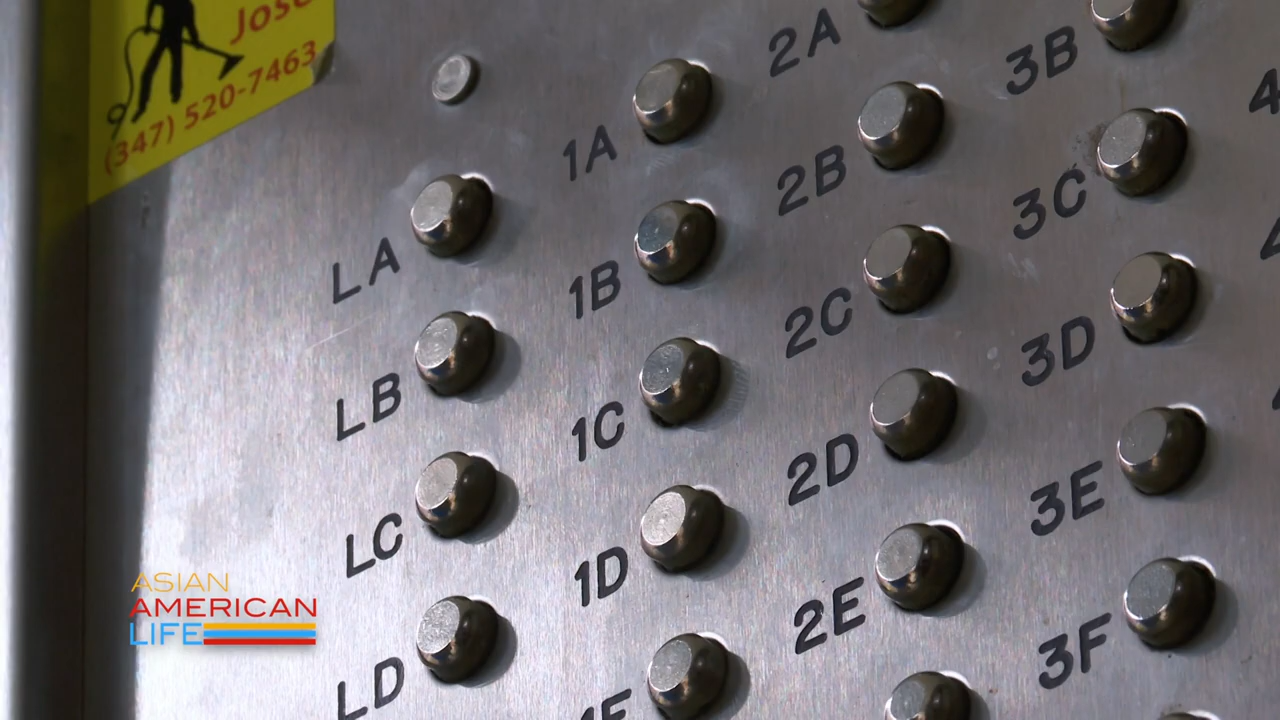 Jose
(347) 520-7463
2A
3B
1A
2B
3C
LA
1B
2C
3D
LB
1C
2D
3E
LC
1D
2E
3F
LD
ASIAN
AMERICAN
LIFE